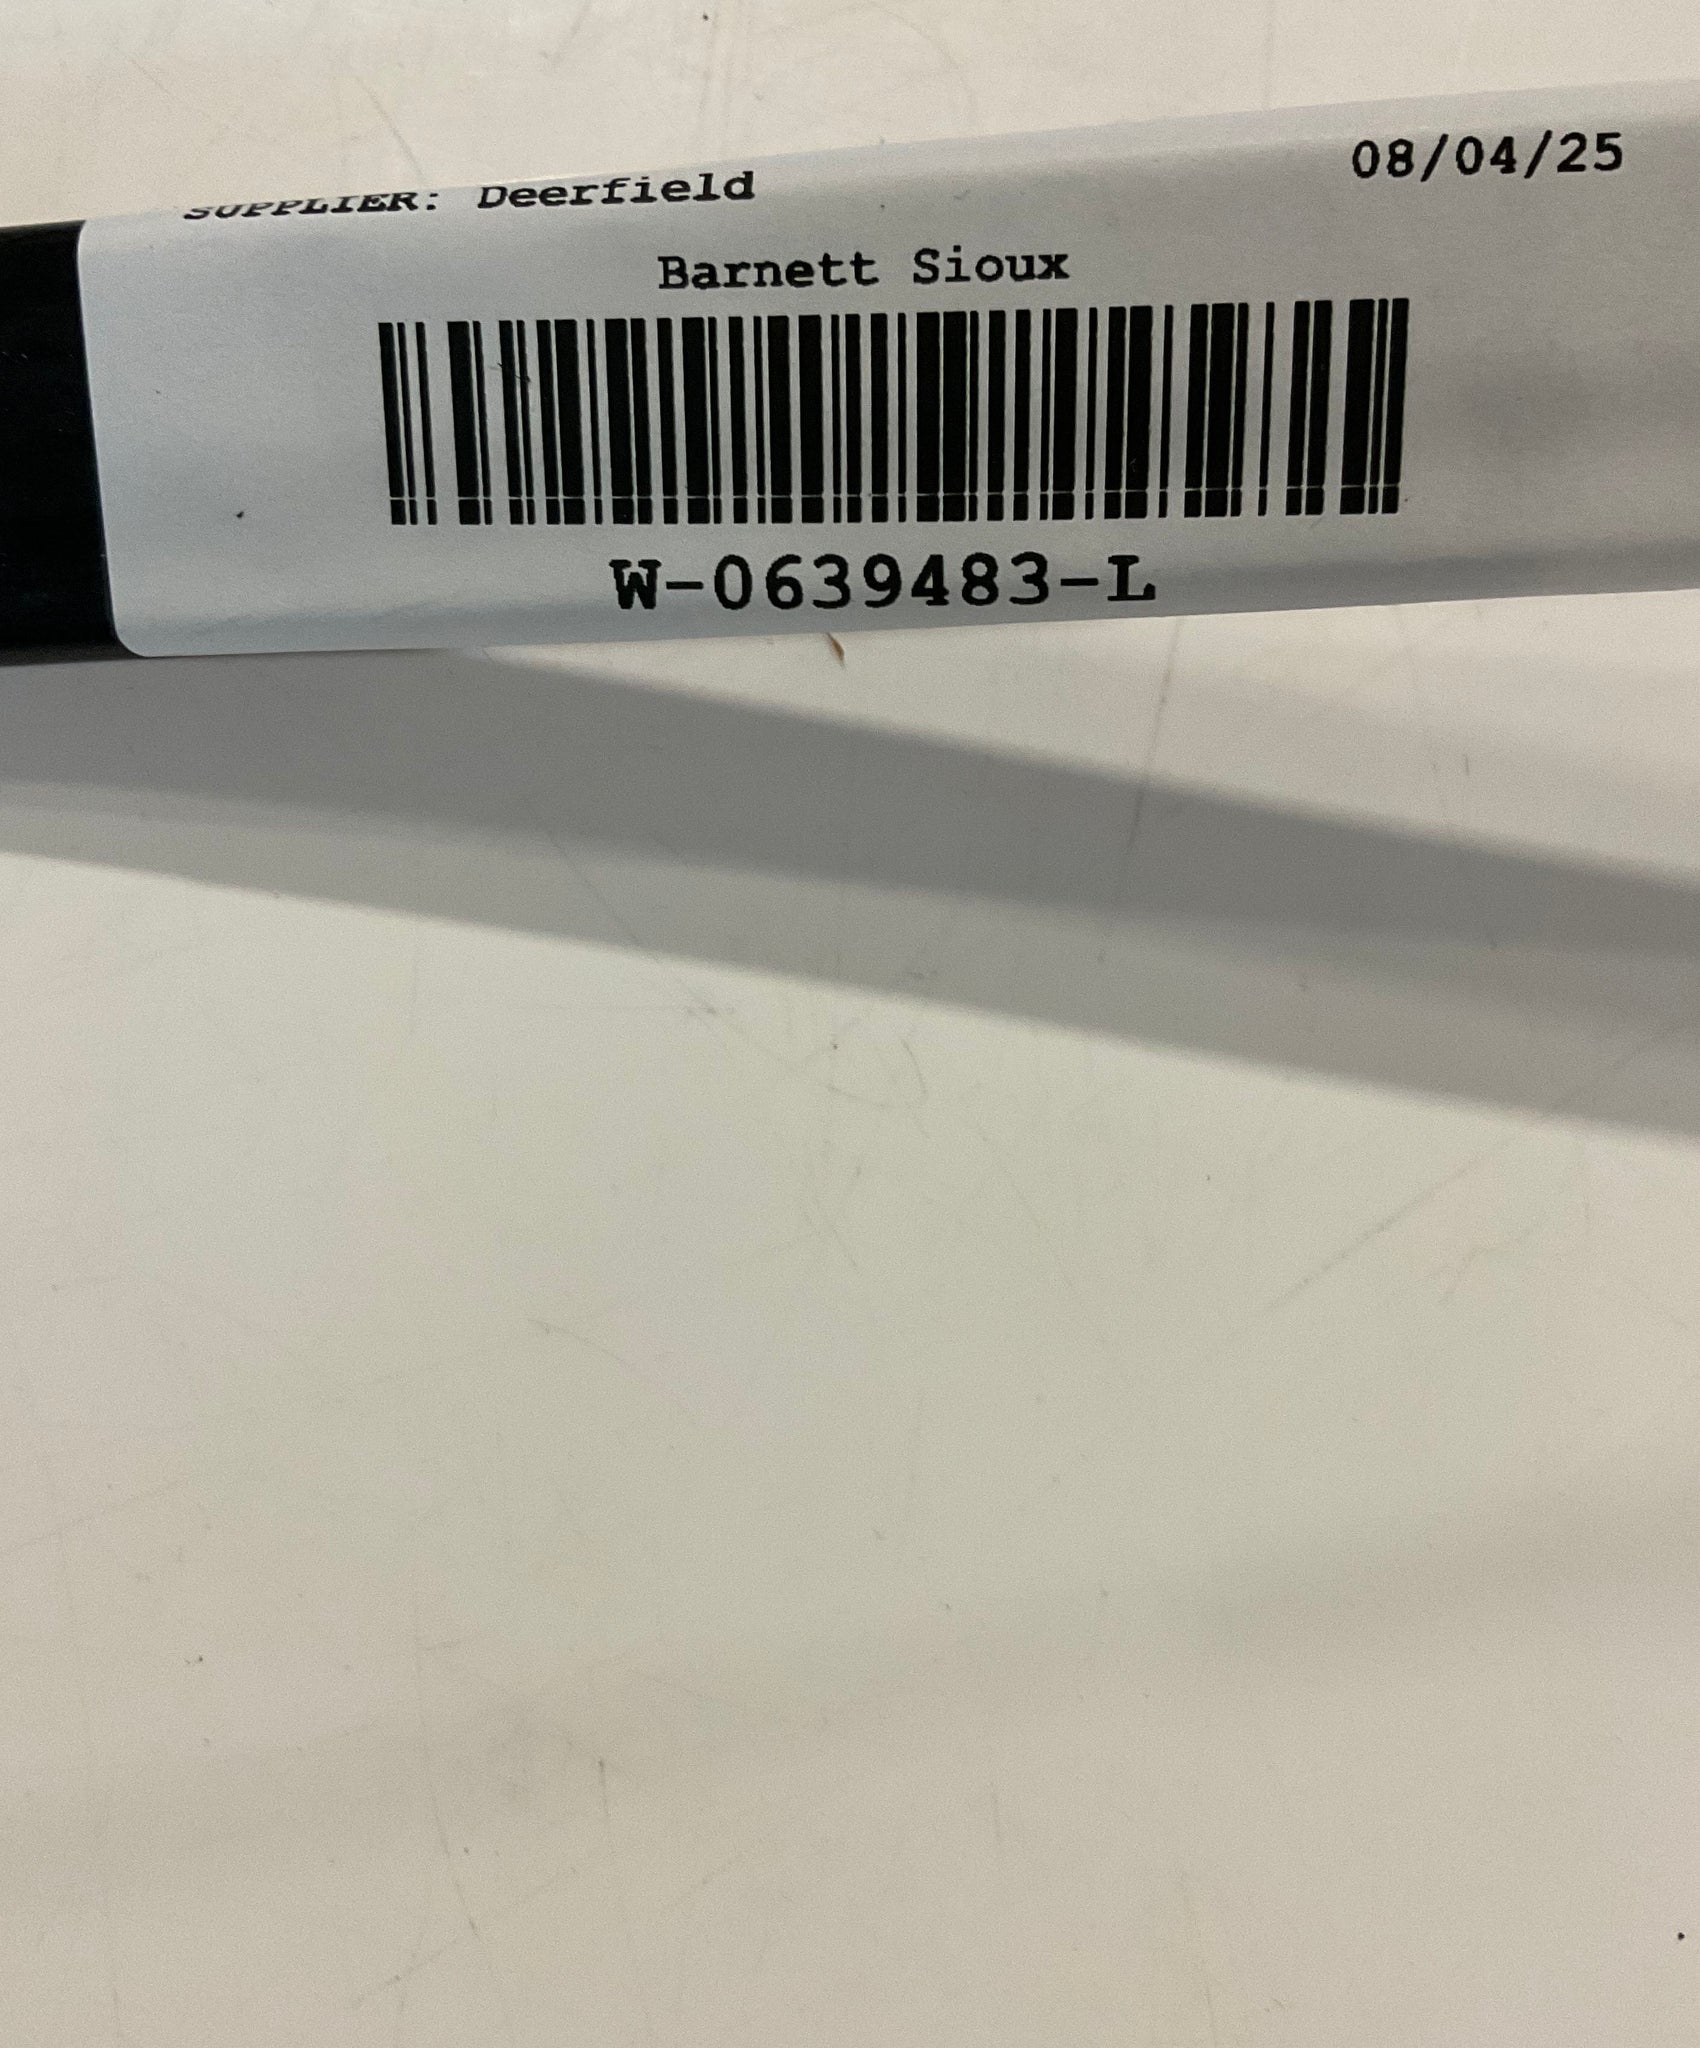 SUPPLIER: Deerfield 08/04/25
Barnett Sioux
W-0639483-L